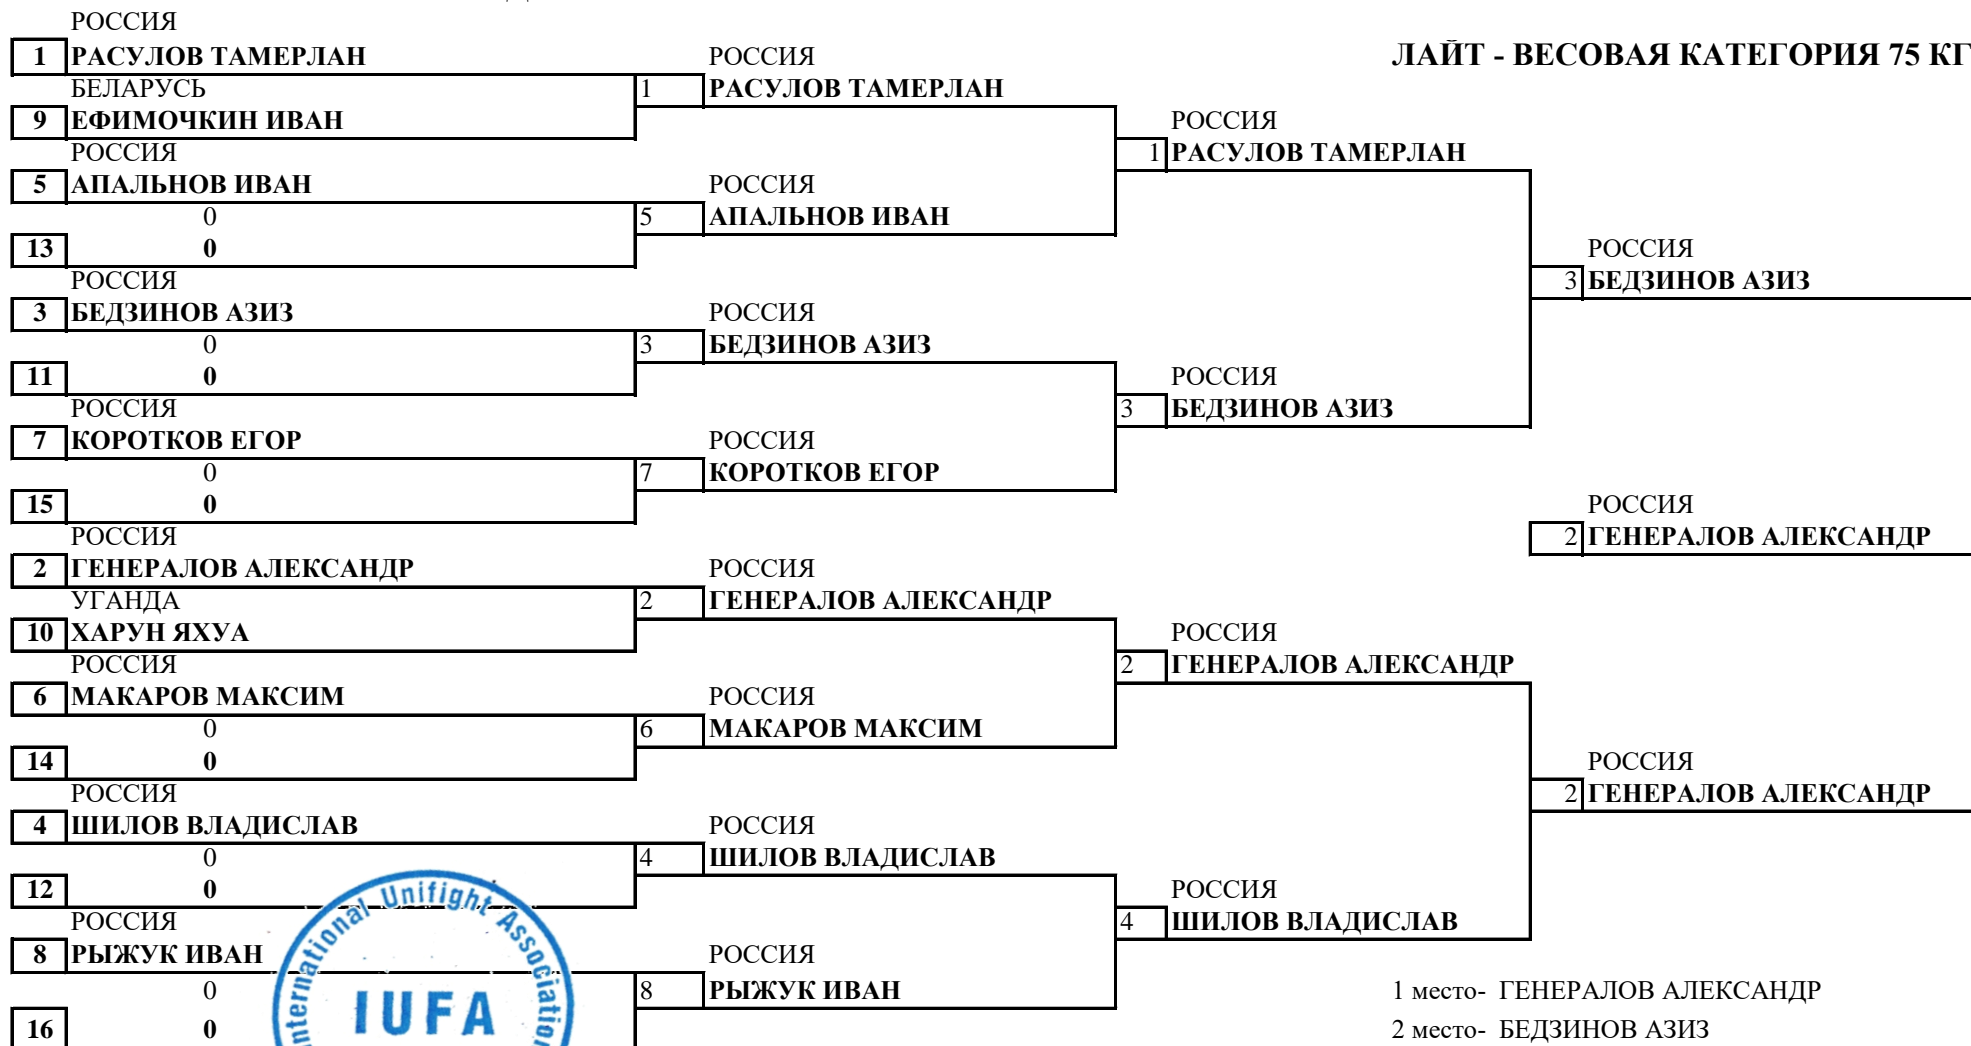 РОССИЯ
1 РАСУЛОВ ТАМЕРЛАН РОССИЯ ЛАЙТ - ВЕСОВАЯ КАТЕГОРИЯ 75 КГ
БЕЛАРУСЬ 1 РАСУЛОВ ТАМЕРЛАН
9 ЕФИМОЧКИН ИВАН РОССИЯ
РОССИЯ 1 РАСУЛОВ ТАМЕРЛАН
5 АПАЛЬНОВ ИВАН РОССИЯ
0 5 АПАЛЬНОВ ИВАН
13 0 РОССИЯ
РОССИЯ 3 БЕДЗИНОВ АЗИЗ
3 БЕДЗИНОВ АЗИЗ РОССИЯ
0 3 БЕДЗИНОВ АЗИЗ
11 0 РОССИЯ
РОССИЯ 3 БЕДЗИНОВ АЗИЗ
7 КОРОТКОВ ЕГОР РОССИЯ
0 7 КОРОТКОВ ЕГОР
15 0 РОССИЯ
РОССИЯ 2 ГЕНЕРАЛОВ АЛЕКСАНДР
2 ГЕНЕРАЛОВ АЛЕКСАНДР РОССИЯ
УГАНДА 2 ГЕНЕРАЛОВ АЛЕКСАНДР
10 ХАРУН ЯХУА РОССИЯ
РОССИЯ 2 ГЕНЕРАЛОВ АЛЕКСАНДР
6 МАКАРОВ МАКСИМ РОССИЯ
0 6 МАКАРОВ МАКСИМ
14 0 РОССИЯ
РОССИЯ 2 ГЕНЕРАЛОВ АЛЕКСАНДР
4 ШИЛОВ ВЛАДИСЛАВ РОССИЯ
0 4 ШИЛОВ ВЛАДИСЛАВ
12 0 РОССИЯ
РОССИЯ 4 ШИЛОВ ВЛАДИСЛАВ
8 РЫЖУК ИВАН РОССИЯ
0 8 РЫЖУК ИВАН 1 место- ГЕНЕРАЛОВ АЛЕКСАНДР
16 0 2 место- БЕДЗИНОВ АЗИЗ
International Unifight Association
IUFA